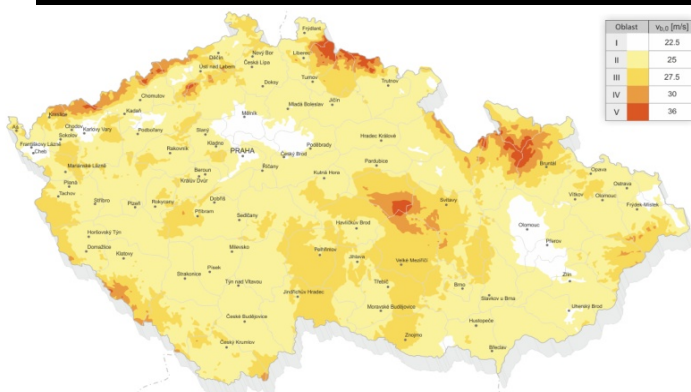 Oblast vb,0 [m/s]
I 22.5
II 25
III 27.5
IV 30
V 36
Frýdlant
Děčín
Nový Bor
Liberec
Ústí nad Labem
Česká Lípa
Turnov
Trutnov
Chomutov
Doksy
Jičín
Kadaň
Mělník
Mladá Boleslav
Aš
Chodov
Karlovy Vary
Podbořany
Slaný
Hradec Králové
Sokolov
Františkovy Lázně
Cheb
Rakovník
Kladno
PRAHA
Český Brod
Poděbrady
Pardubice
Bruntál
Mariánské Lázně
Beroun
Říčany
Kutná Hora
Opava
Planá
Králův Dvůr
Ostrava
Tachov
Stříbro
Plzeň
Rokycany
Dobříš
Svitavy
Vítkov
Olomouc
Frýdek-Místek
Příbram
Sedlčany
Havlíčkův Brod
Horšovský Týn
Olomouc
Domažlice
Klatovy
Milevsko
Pelhřimov
Jihlava
Velké Meziříčí
Přerov
Strakonice
Písek
Týn nad Vltavou
Třebíč
Brno
Zlín
Jindřichův Hradec
Slavkov u Brna
Moravské Budějovice
Uherský Brod
České Budějovice
Hustopeče
Znojmo
Český Krumlov
Břeclav